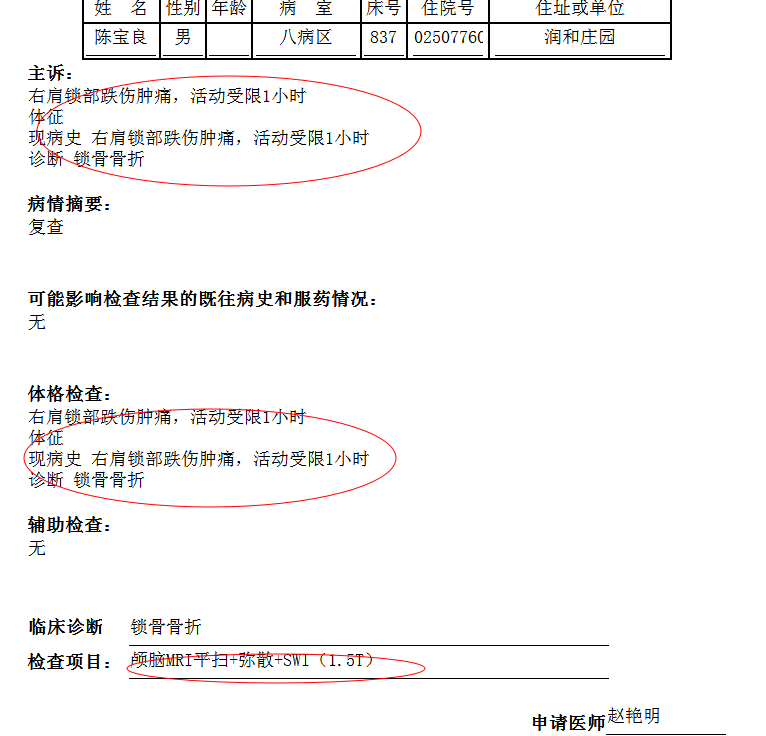 姓 名 性别 年龄 病 室 床号 住院号 住址或单位
陈宝良 男 八病区 837 02507760 润和庄园
主诉：
右肩锁部跌伤肿痛，活动受限1小时
体征
现病史 右肩锁部跌伤肿痛，活动受限1小时
诊断 锁骨骨折
病情摘要：
复查
可能影响检查结果的既往病史和服药情况：
无
体格检查：
右肩锁部跌伤肿痛，活动受限1小时
体征
现病史 右肩锁部跌伤肿痛，活动受限1小时
诊断 锁骨骨折
辅助检查：
无
临床诊断 锁骨骨折
检查项目： 颅脑MRI平扫+弥散+SWI（1.5T）
申请医师 赵艳明